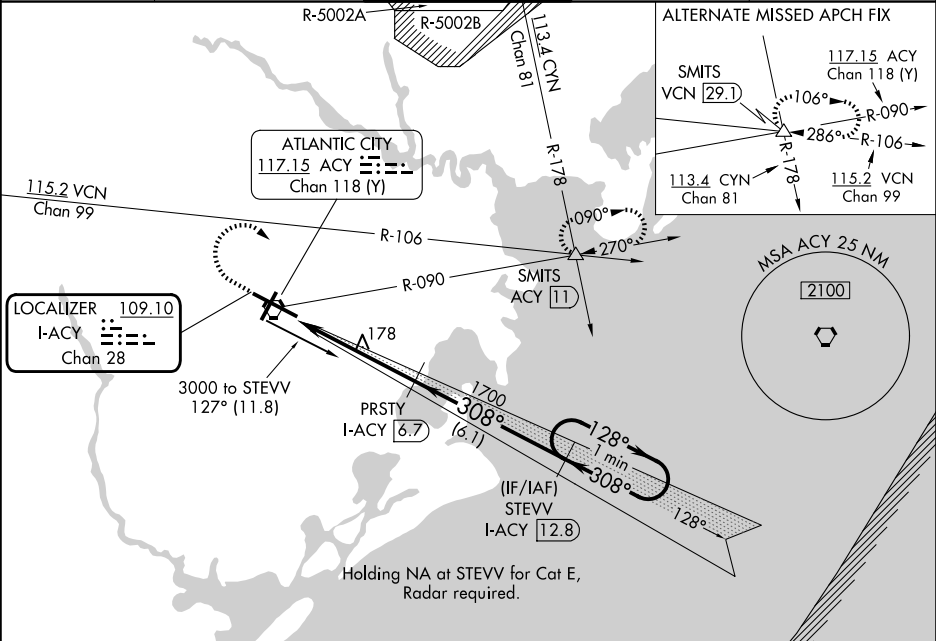 R-5002A
R-5002B
113.4 CYN
Chan 81
R-178
ALTERNATE MISSED APCH FIX
SMITS
VCN 29.1
117.15 ACY
Chan 118 (Y)
106°
R-090
286°
R-106
R-178
113.4 CYN
Chan 81
115.2 VCN
Chan 99
ATLANTIC CITY
117.15 ACY
Chan 118 (Y)
115.2 VCN
Chan 99
R-106
R-090
090°
270°
SMITS
ACY 11
MSA ACY 25 NM
2100
LOCALIZER 109.10
I-ACY
Chan 28
178
3000 to STEVV
127° (11.8)
PRSTY
I-ACY 6.7
1700
308°
(6.1)
128°
1 min
308°
128°
(IF/IAF)
STEVV
I-ACY 12.8
Holding NA at STEVV for Cat E,
Radar required.